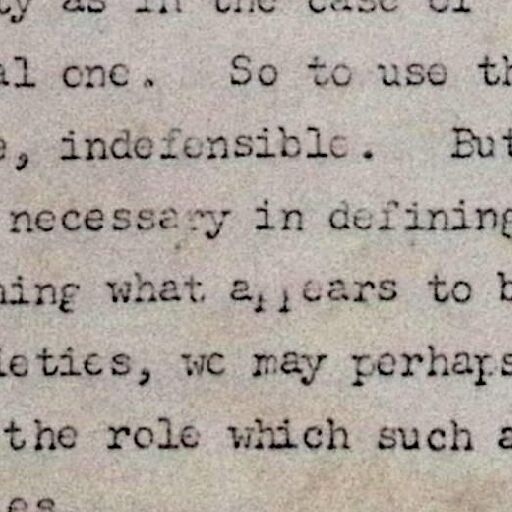 ty as in the case of
al one. So to use th
e, indefensible. But
necessary in defining
ning what appears to b
ieties, we may perhaps
the role which such a
es